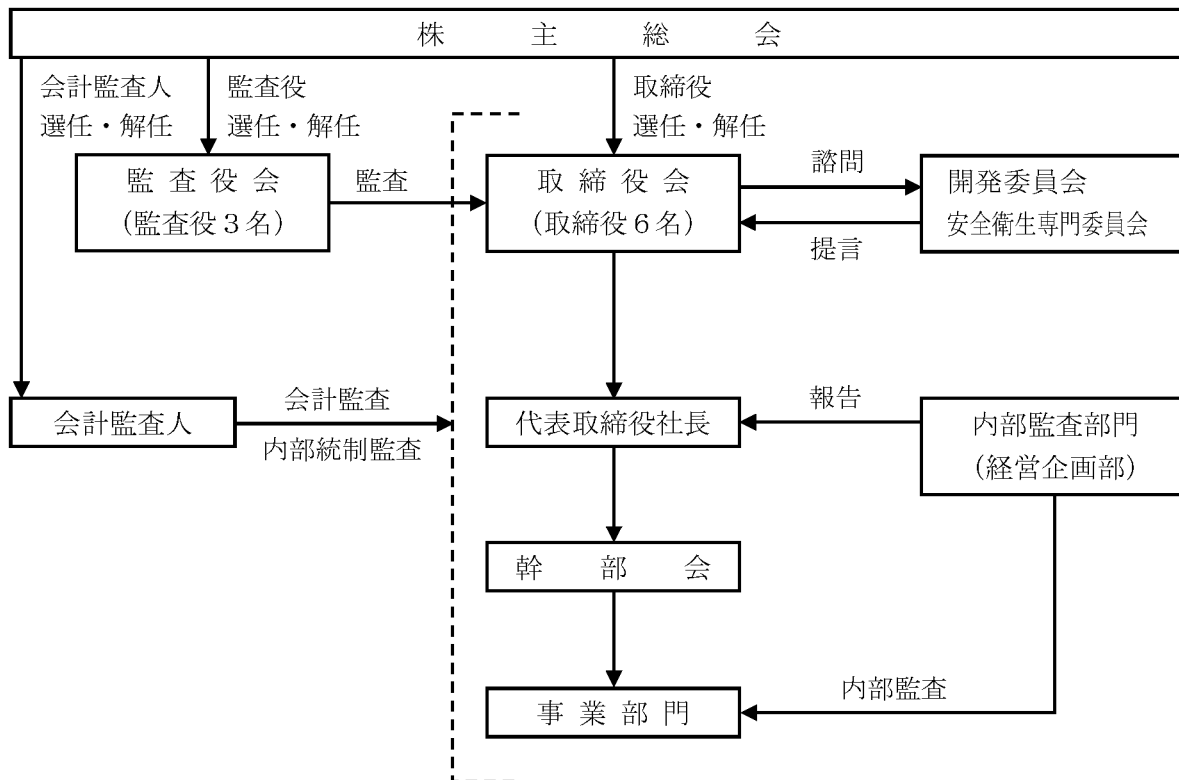 株主総会
会計監査人
選任・解任
監査役
選任・解任
取締役
選任・解任
監査役会
(監査役3名)
監査
取締役会
(取締役6名)
諮問
提言
開発委員会
安全衛生専門委員会
会計監査人
会計監査
内部統制監査
代表取締役社長
報告
内部監査部門
(経営企画部)
幹部会
事業部門
内部監査